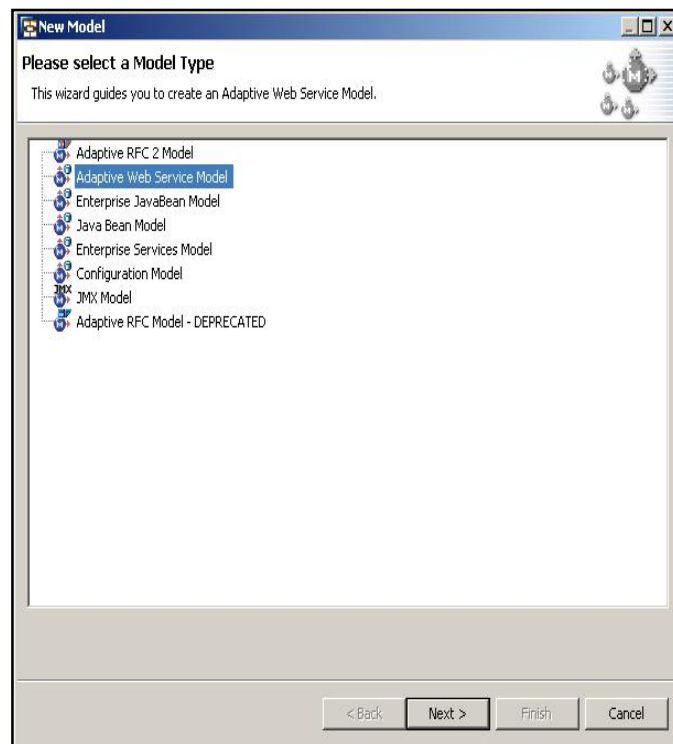 New Model
Please select a Model Type
This wizard guides you to create an Adaptive Web Service Model.
Adaptive RFC 2 Model
Adaptive Web Service Model
Enterprise JavaBean Model
Java Bean Model
Enterprise Services Model
Configuration Model
JMX
JMX Model
Adaptive RFC Model - DEPRECATED
< Back
Next >
Finish
Cancel